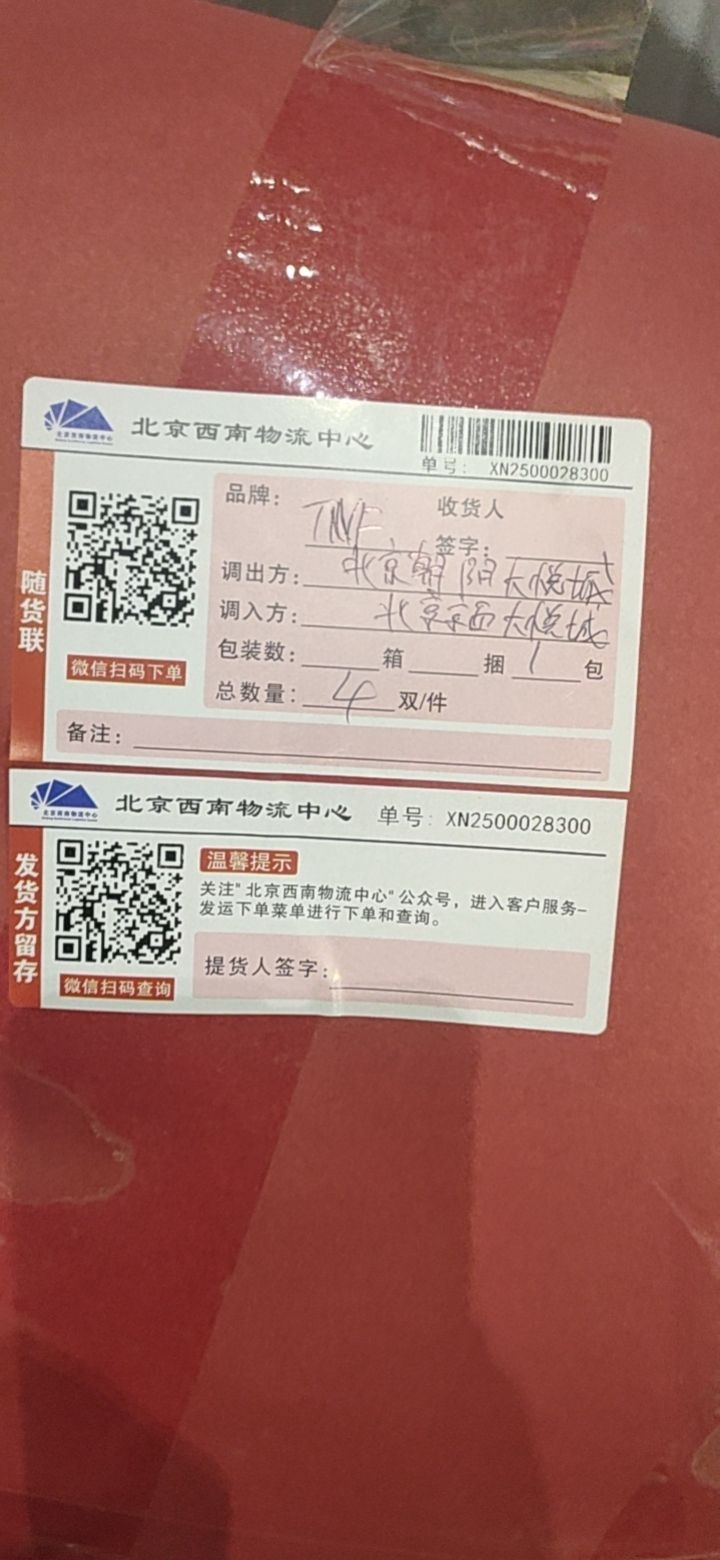 北京西南物流中心
单号: XN2500028300
随货联
微信扫码下单
品牌: TNF 收货人
签字:
调出方: 北京朝阳大悦城
调入方: 北京京西大悦城
包装数: 箱 捆 1 包
总数量: 4 双/件
备注:
北京西南物流中心 单号: XN2500028300
发货方留存
微信扫码查询
温馨提示
关注"北京西南物流中心"公众号，进入客户服务-
发运下单菜单进行下单和查询。
提货人签字: